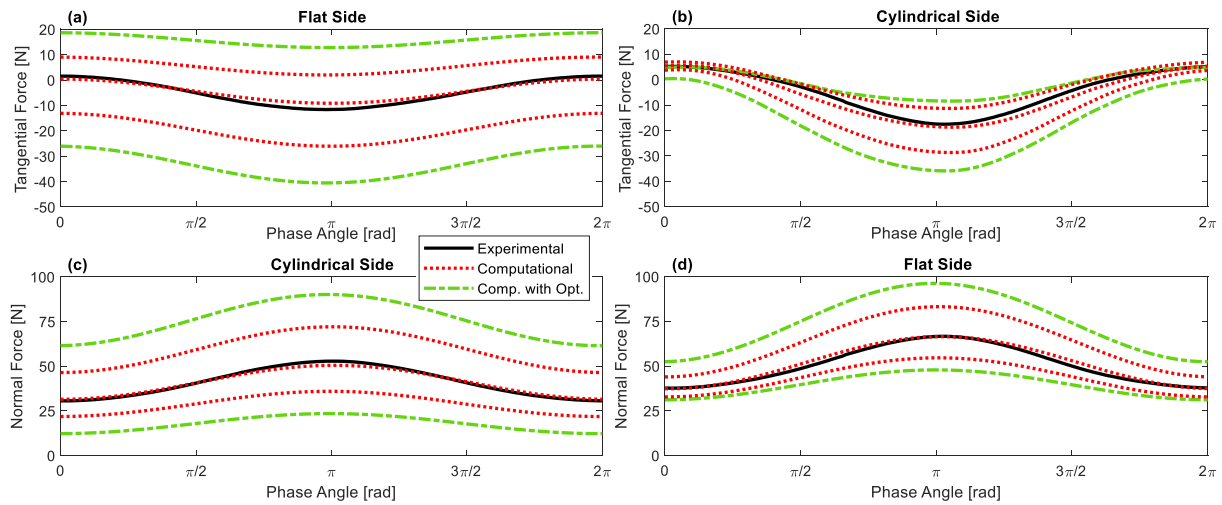 (a) Flat Side
Tangential Force [N]
20
10
0
-10
-20
-30
-40
-50
0 π/2 π 3π/2 2π
Phase Angle [rad]
(b) Cylindrical Side
Tangential Force [N]
20
10
0
-10
-20
-30
-40
-50
0 π/2 π 3π/2 2π
Phase Angle [rad]
Experimental
Computational
Comp. with Opt.
(c) Cylindrical Side
Normal Force [N]
100
75
50
25
0
0 π/2 π 3π/2 2π
Phase Angle [rad]
(d) Flat Side
Normal Force [N]
100
75
50
25
0
0 π/2 π 3π/2 2π
Phase Angle [rad]